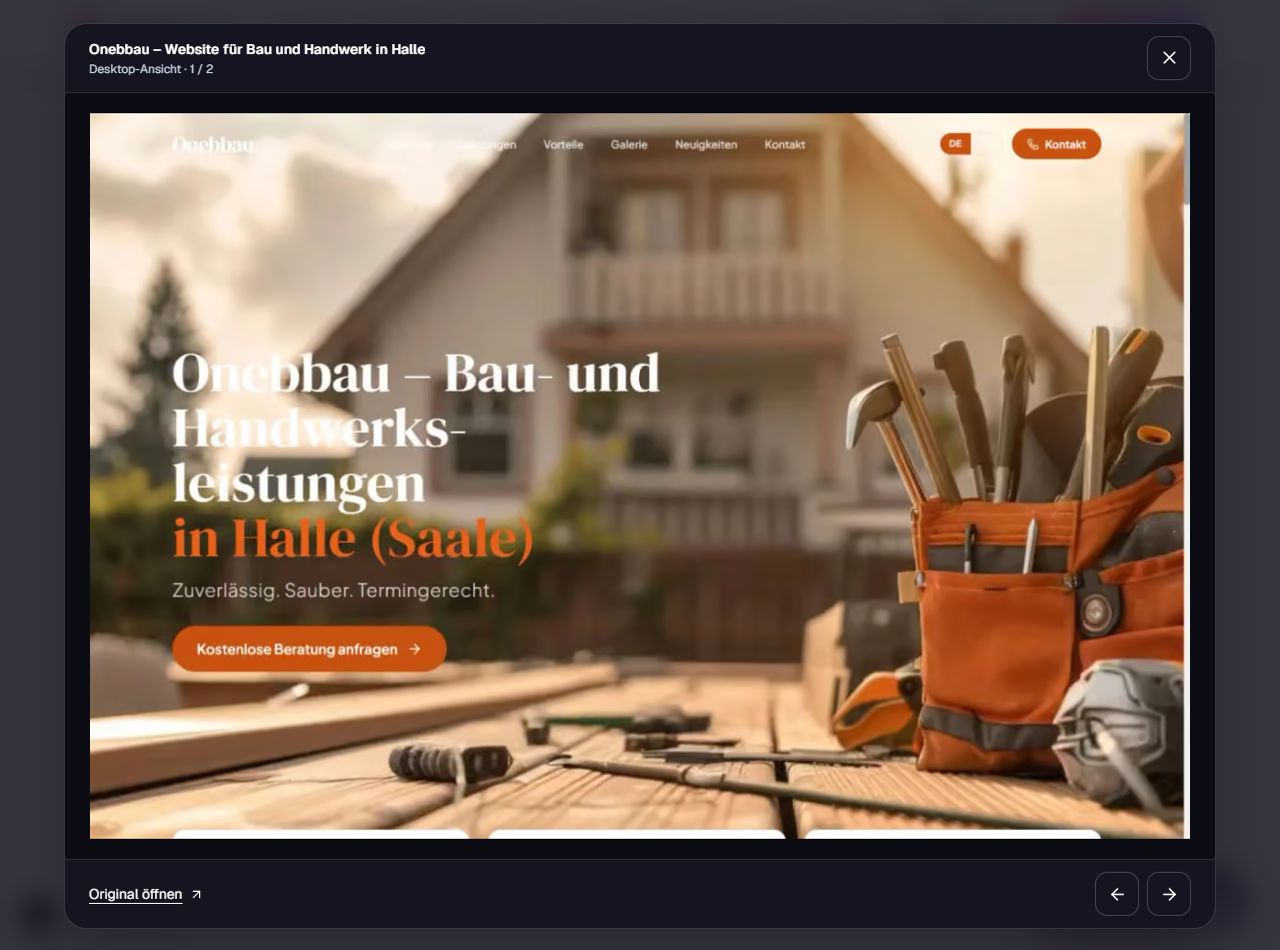 Onebbau – Website für Bau und Handwerk in Halle
Desktop-Ansicht · 1 / 2
Onebbau
Vorteile
Galerie
Neuigkeiten
Kontakt
DE
Kontakt
Onebbau – Bau- und
Handwerks-
leistungen
in Halle (Saale)
Zuverlässig. Sauber. Termingerecht.
Kostenlose Beratung anfragen
Original öffnen